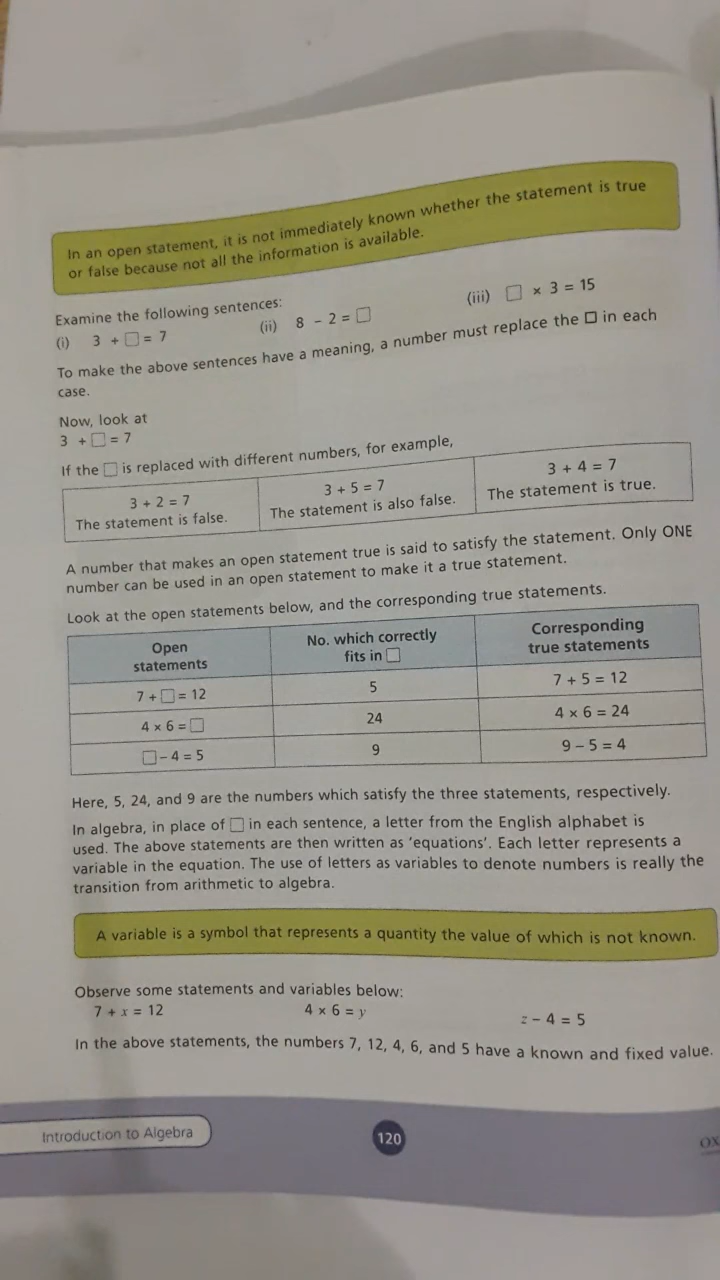 In an open statement, it is not immediately known whether the statement is true
or false because not all the information is available.
Examine the following sentences:
(i) 3 + □ = 7 (ii) 8 – 2 = □ (iii) □ × 3 = 15
To make the above sentences have a meaning, a number must replace the □ in each
case.
Now, look at
3 + □ = 7
If the □ is replaced with different numbers, for example,
3 + 2 = 7
The statement is false.
3 + 5 = 7
The statement is also false.
3 + 4 = 7
The statement is true.
A number that makes an open statement true is said to satisfy the statement. Only ONE
number can be used in an open statement to make it a true statement.
Look at the open statements below, and the corresponding true statements.
Open
statements
No. which correctly
fits in □
Corresponding
true statements
7 + □ = 12 5 7 + 5 = 12
4 × 6 = □ 24 4 × 6 = 24
□ – 4 = 5 9 9 – 5 = 4
Here, 5, 24, and 9 are the numbers which satisfy the three statements, respectively.
In algebra, in place of □ in each sentence, a letter from the English alphabet is
used. The above statements are then written as ‘equations’. Each letter represents a
variable in the equation. The use of letters as variables to denote numbers is really the
transition from arithmetic to algebra.
A variable is a symbol that represents a quantity the value of which is not known.
Observe some statements and variables below:
7 + x = 12 4 × 6 = y z – 4 = 5
In the above statements, the numbers 7, 12, 4, 6, and 5 have a known and fixed value.
Introduction to Algebra
120